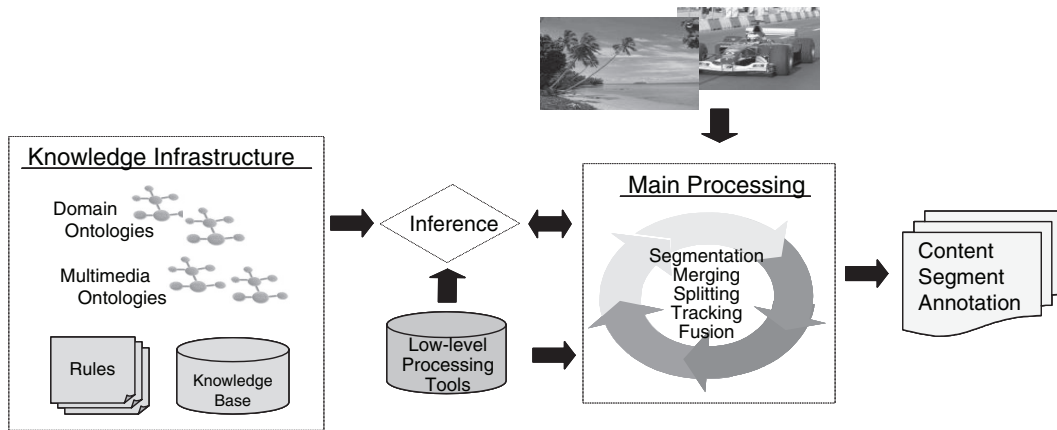 Knowledge Infrastructure
Domain
Ontologies
Multimedia
Ontologies
Rules
Knowledge
Base
Inference
Low-level
Processing
Tools
Main Processing
Segmentation
Merging
Splitting
Tracking
Fusion
Content
Segment
Annotation